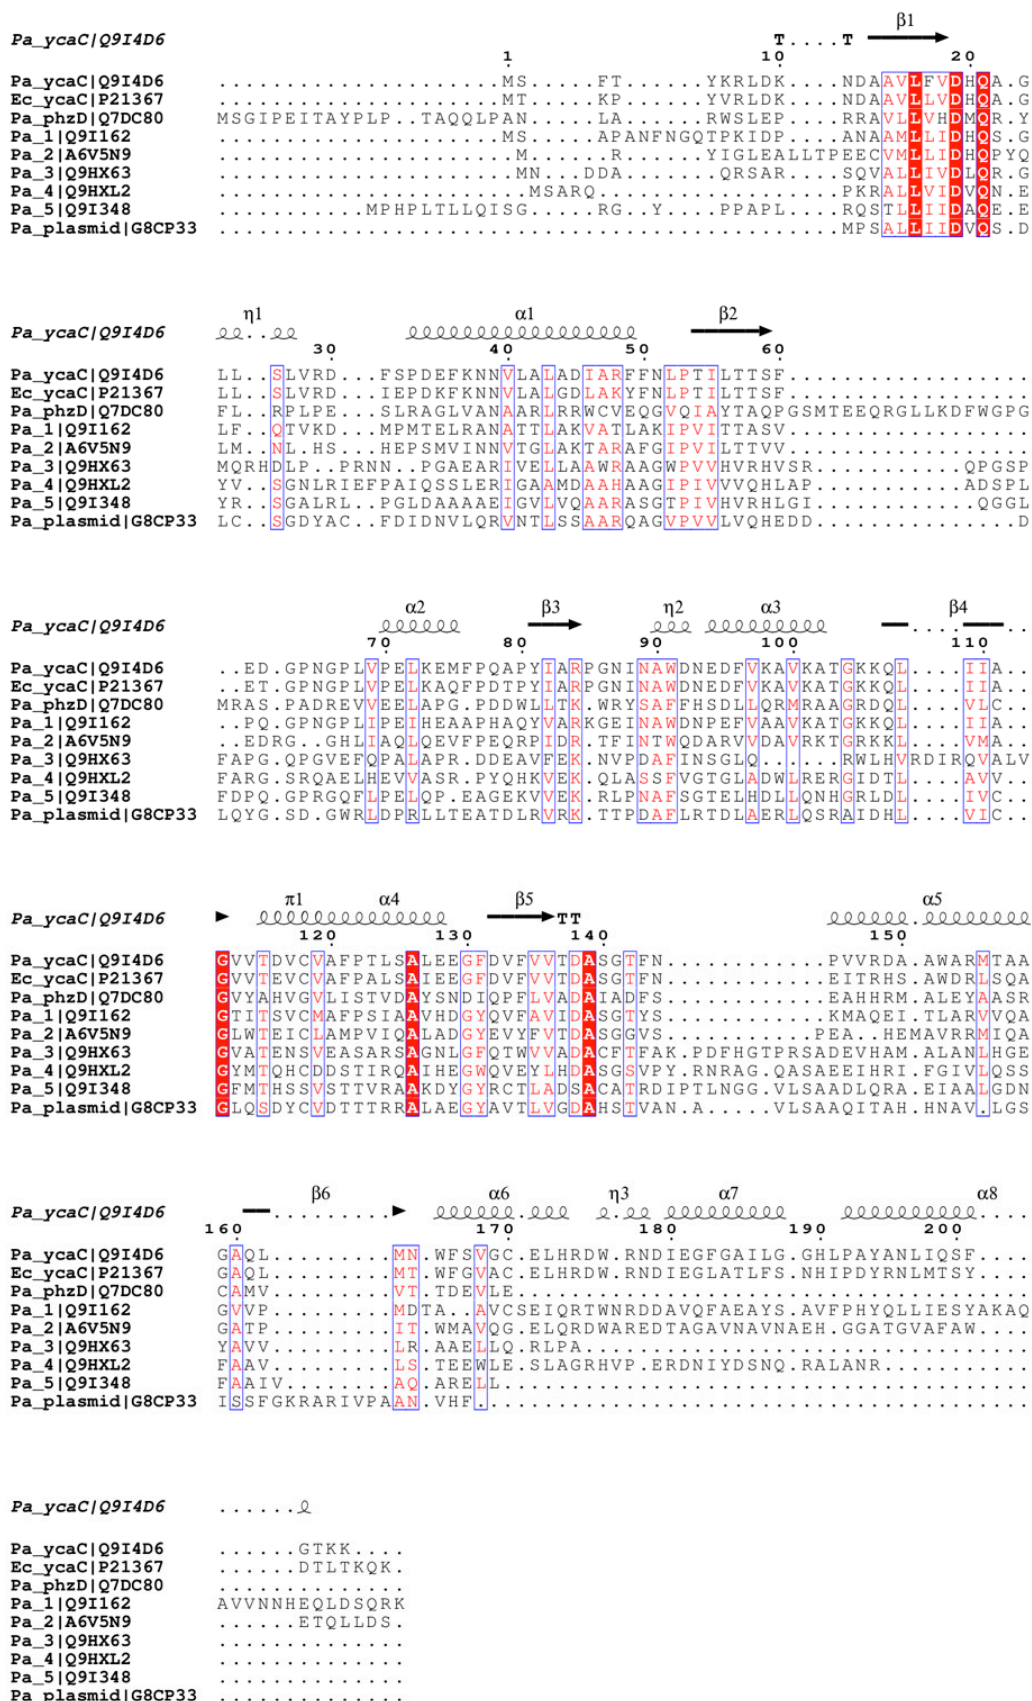 β1
Pa_ycaC|Q9I4D6 T....T
1 10 20
Pa_ycaC|Q9I4D6 .....................MS....FT......YKRLDK....NDAAVLFVDHQA.G
Ec_ycaC|P21367 .....................MT....KP......YVRLDK....NDAAVLLVDHQA.G
Pa_phzD|Q7DC80 MSGIPEITAYPLP..TAQQLPAN....LA......RWSLEP....RRAVLLVHDMQR.Y
Pa_1|Q9I162 .....................MS....APANFNGQTPKIDP....ANAAMLLIDHQS.G
Pa_2|A6V5N9 .....................M......R......YIGLEALLTPEECVMLLIDHQPYQ
Pa_3|Q9HX63 ......................MN...DDA.......QRSAR....SQVALLIVDLQR.G
Pa_4|Q9HXL2 .......................MSARQ..................PKRALLVIDVQN.E
Pa_5|Q9I348 ...........MPHPLTLLQISG.....RG..Y....PPAPL....RQSTLLIIDAQE.E
Pa_plasmid|G8CP33 ..............................................MPSALLIIDVQS.D
η1 α1 β2
Pa_ycaC|Q9I4D6
30 40 50 60
Pa_ycaC|Q9I4D6 LL..SLVRD...FSPDEFKNNVLALADIARFFNLPTILTTSF..................
Ec_ycaC|P21367 LL..SLVRD...IEPDKFKNNVLALGDLAKYFNLPTILTTSF..................
Pa_phzD|Q7DC80 FL..RPLPE...SLRAGLVANAARLRRWCVEQGVQIAYTAQPGSMTEEQRGLLKDFWGPG
Pa_1|Q9I162 LF..QTVKD...MPMTELRANATTLAKVATLAKIPVITTASV..................
Pa_2|A6V5N9 LM..NL.HS...HEPSMVINNVTGLAKTARAFGIPVILTTVV..................
Pa_3|Q9HX63 MQRHDLP..PRNN..PGAEARIVELLAAWRAAGWPVVHVRHVSR...........QPGSP
Pa_4|Q9HXL2 YV..SGNLRIEFPAIQSSLERIGAAMDAAHAAGIPIVVVQHLAP...........ADSPL
Pa_5|Q9I348 YR..SGALRL..PGLDAAAAEIGVLVQAARASGTPIVHVRHLGI............QGGL
Pa_plasmid|G8CP33 LC..SGDYAC...FDIDNVLQRVNTLSSAARQAGVPVVLVQHEDD...............D
α2 β3 η2 α3 β4
Pa_ycaC|Q9I4D6
70 80 90 100 110
Pa_ycaC|Q9I4D6 ..ED.GPNGPLVPELKEMFPQAPYIARPGNINAWDNEDFVKAVKATGKKQL....IIA..
Ec_ycaC|P21367 ..ET.GPNGPLVPELKAQFPDTPYIARPGNINAWDNEDFVKAVKATGKKQL....IIA..
Pa_phzD|Q7DC80 MRAS.PADREVVEELAPG.PDDWLLTK.WRYSAFFHSDLLQRMRAAGRDQL....VLC..
Pa_1|Q9I162 ..PQ.GPNGPLIPEIHEAAPHAQYVARKGEINAWDNPEFVAAVKATGKKQL....IIA..
Pa_2|A6V5N9 ..EDRG..GHLIAQLQEVFPEQRPIDR.TFINTWQDARVVDAVRKTGRKKL....VMA..
Pa_3|Q9HX63 FAPG.QPGVEFQPALAPR.DDEAVFEK.NVPDAFINSGLQ....RWLHVRDIRQVALV
Pa_4|Q9HXL2 FARG.SRQAELHEVVASR.PYQHKVEK.QLASSFVGTGLADWLRERGIDTL....AVV..
Pa_5|Q9I348 FDPQ.GPRGQFLPELQP.EAGEKVVEK.RLPNAFSGTELHDLLQNHGRLDL....IVC..
Pa_plasmid|G8CP33 LQYG.SD.GWRLDPRLLTEATDLRVRK.TTPDAFLRTDLAERLQSRAIDHL....VIC..
π1 α4 β5 α5
Pa_ycaC|Q9I4D6 TT
120 130 140 150
Pa_ycaC|Q9I4D6 GVVTDVCVAFPTLSALEEGFDVFVVTDASGTFN............PVVRDA.AWARMTAA
Ec_ycaC|P21367 GVVTEVCVAFPALSAIEEGFDVFVVTDASGTFN............EITRHS.AWDRLSQA
Pa_phzD|Q7DC80 GVYAHVGVLISTVDAYSNDIQPFLVADAIADFS............EAHHRM.ALEYAASR
Pa_1|Q9I162 GTITSVCMAFPSIAAVHDGYQVFAVIDASGTYS............KMAQEI.TLARVVQA
Pa_2|A6V5N9 GLWTEICLAMPVIQALADGYEVYFVTDASGGVS...........PEA..HEMAVRRMIQA
Pa_3|Q9HX63 GVATENSVEASARSAGNLGFQTWVVADACFTFAK.PDFHGTPRSADEVHAM.ALANLHGE
Pa_4|Q9HXL2 GYMTQHCDDSTIRQAIHEGWQVEYLHDASGSVPY.RNRAG.QASAEEIHRI.FGIVLQSS
Pa_5|Q9I348 GFMTHSSVSTTVRAAKDYGYRCTLADSACATRDIPTLNGG.VLSAADLQRA.EIAALGDN
Pa_plasmid|G8CP33 GLQSDYCVDTTTRRALAEGYAVTLVGDAHSTVAN.A......VLSAAQITAH.HNAV.LGS
β6 α6 η3 α7 α8
Pa_ycaC|Q9I4D6
160 170 180 190 200
Pa_ycaC|Q9I4D6 GAQL.........MN.WFSVGC.ELHRDW.RNDIEGFGAILG.GHLPAYANLIQSF....
Ec_ycaC|P21367 GAQL.........MT.WFGVAC.ELHRDW.RNDIEGLATLFS.NHIPDYRNLMTSY....
Pa_phzD|Q7DC80 CAMV.........VT.TDEVLE......................................
Pa_1|Q9I162 GVVP.........MDTA..AVCSEIQRTWNRDDAVQFAEAYS.AVFPHYQLLIESYAKAQ
Pa_2|A6V5N9 GATP.........IT.WMAVQG.ELQRDWAREDTAGAVNAVNAEH.GGATGVAFAW....
Pa_3|Q9HX63 YAVV.........LR.AAELLQ.RLPA.................................
Pa_4|Q9HXL2 FAAV.........LS.TEEWLE.SLAGRHVP.ERDNIYDSNQ.RALANR...........
Pa_5|Q9I348 FAAIV........AQ.ARELL.......................................
Pa_plasmid|G8CP33 ISSFGKRARIVPAAN.VHF.........................................
Pa_ycaC|Q9I4D6 ......
Pa_ycaC|Q9I4D6 ......GTKK....
Ec_ycaC|P21367 ......DTLTKQK.
Pa_phzD|Q7DC80 ..............
Pa_1|Q9I162 AVVNNHEQLDSQRK
Pa_2|A6V5N9 ......ETQLLDS.
Pa_3|Q9HX63 ..............
Pa_4|Q9HXL2 ..............
Pa_5|Q9I348 ..............
Pa_plasmid|G8CP33 ..............